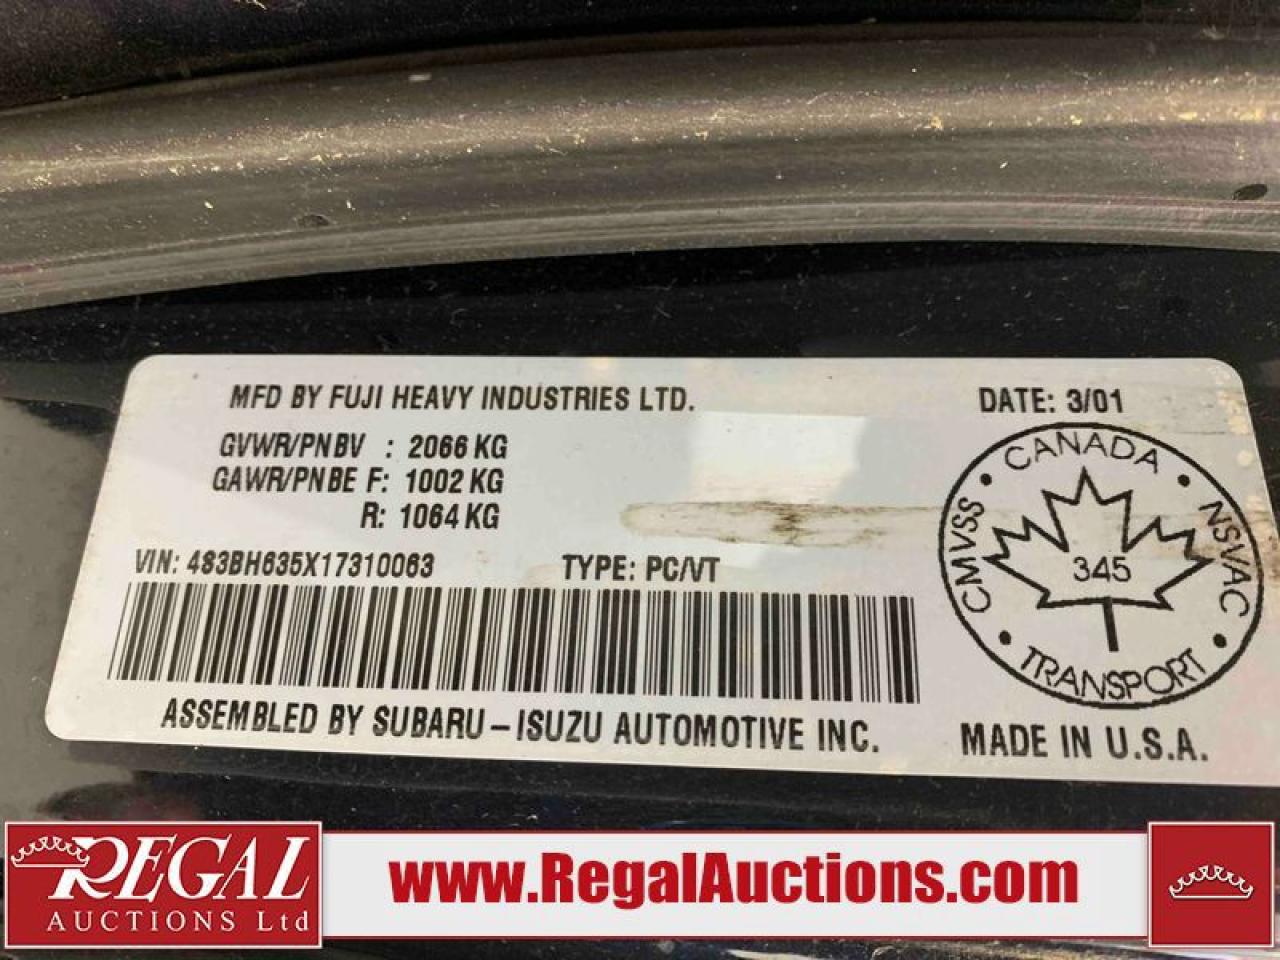 MFD BY FUJI HEAVY INDUSTRIES LTD.
DATE: 3/01
GVWR/PNBV : 2066 KG
GAWR/PNBE F: 1002 KG
R: 1064 KG
VIN: 4S3BH635X17310063
TYPE: PC/VT
CANADA
CMVSS
NSVAC
345
TRANSPORT
ASSEMBLED BY SUBARU-ISUZU AUTOMOTIVE INC.
MADE IN U.S.A.
REGAL
AUCTIONS Ltd
www.RegalAuctions.com